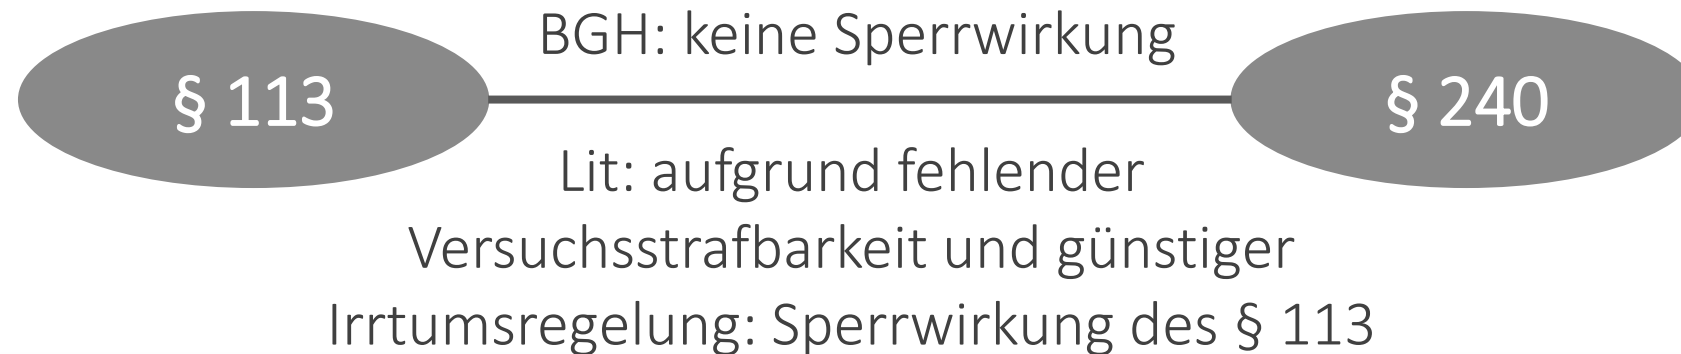 BGH: keine Sperrwirkung
§ 113
§ 240
Lit: aufgrund fehlender
Versuchsstrafbarkeit und günstiger
Irrtumsregelung: Sperrwirkung des § 113